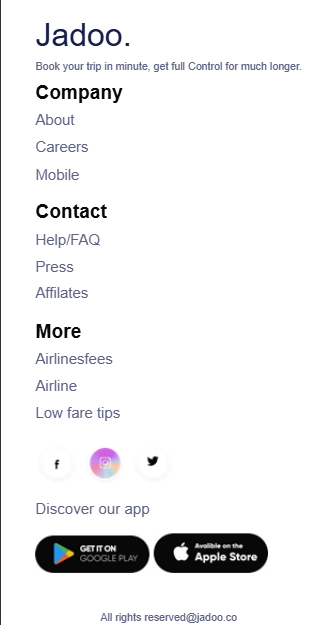 Jadoo.
Book your trip in minute, get full Control for much longer.
Company
About
Careers
Mobile
Contact
Help/FAQ
Press
Affilates
More
Airlinesfees
Airline
Low fare tips
Discover our app
GET IT ON
GOOGLE PLAY
Avalible on the
Apple Store
All rights reserved@jadoo.co